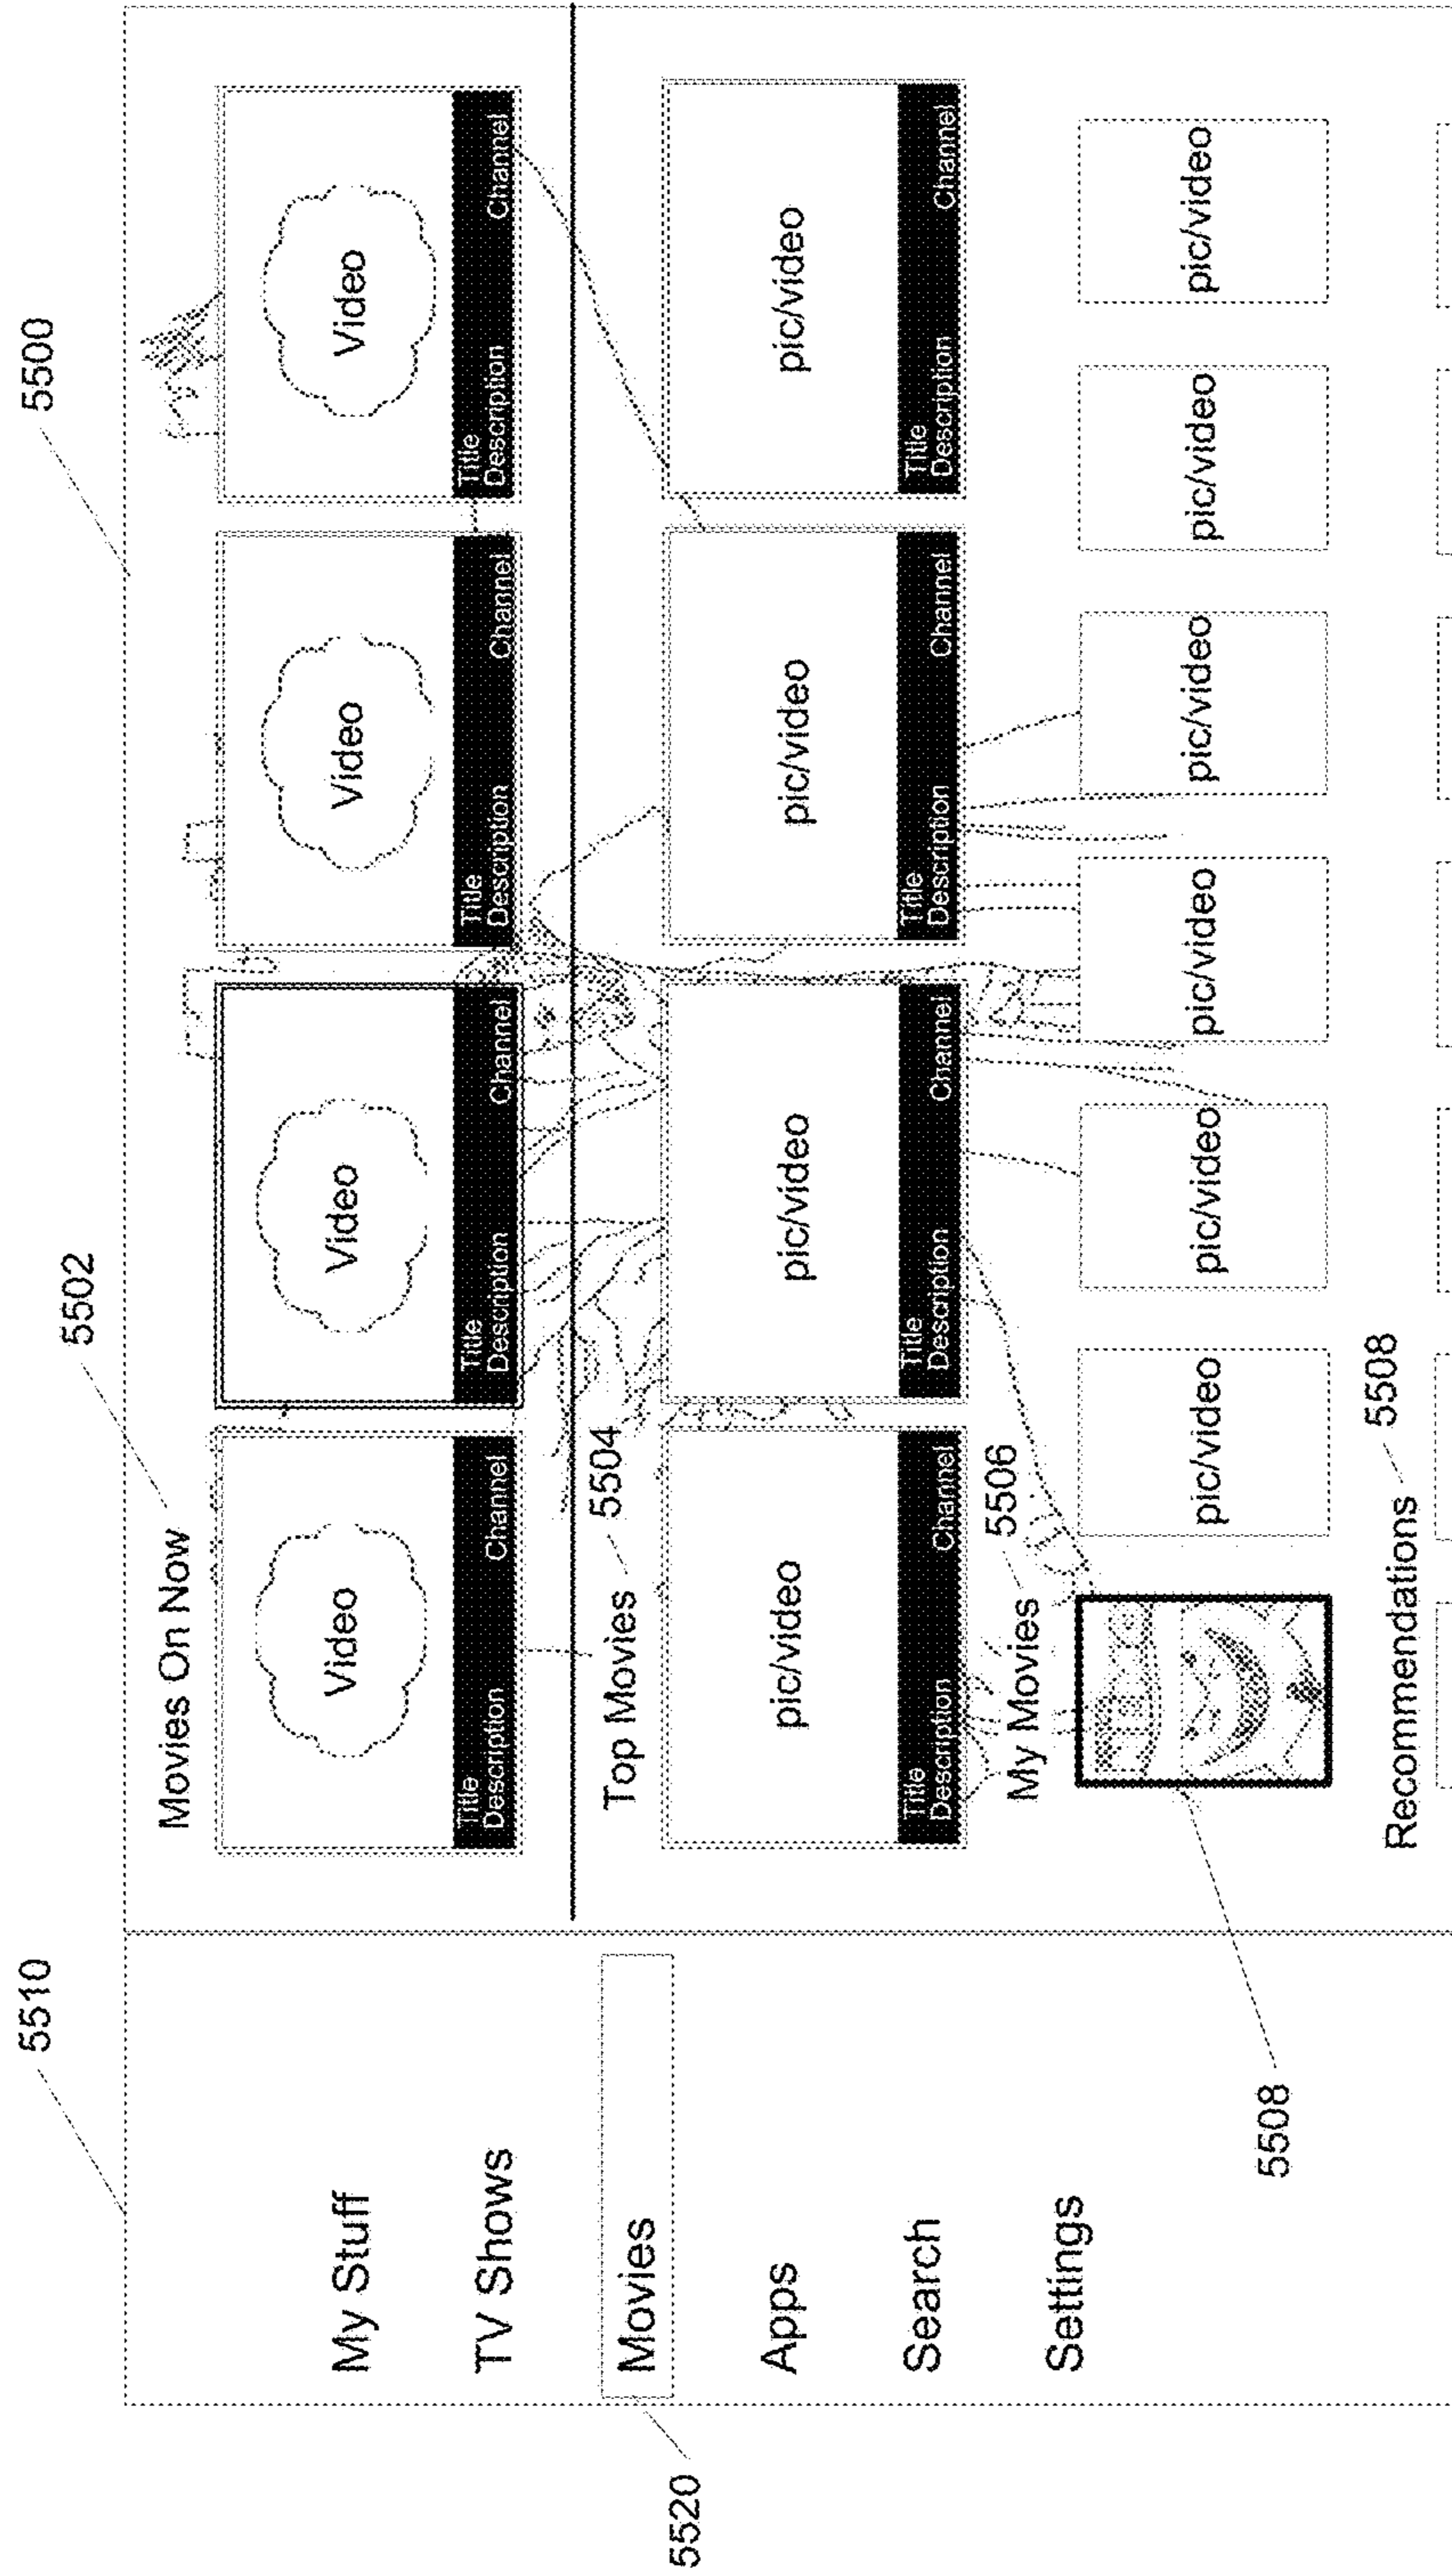 5510
5500
5502
Movies On Now
Video
Video
Video
Video
Title
Description Channel
Title
Description Channel
Title
Description Channel
Title
Description Channel
My Stuff
TV Shows
Movies
Apps
Search
Settings
5520
Top Movies 5504
pic/video
pic/video
pic/video
pic/video
Title
Description Channel
Title
Description Channel
Title
Description Channel
Title
Description Channel
My Movies 5506
pic/video
pic/video
pic/video
pic/video
pic/video
pic/video
5508
Recommendations 5508